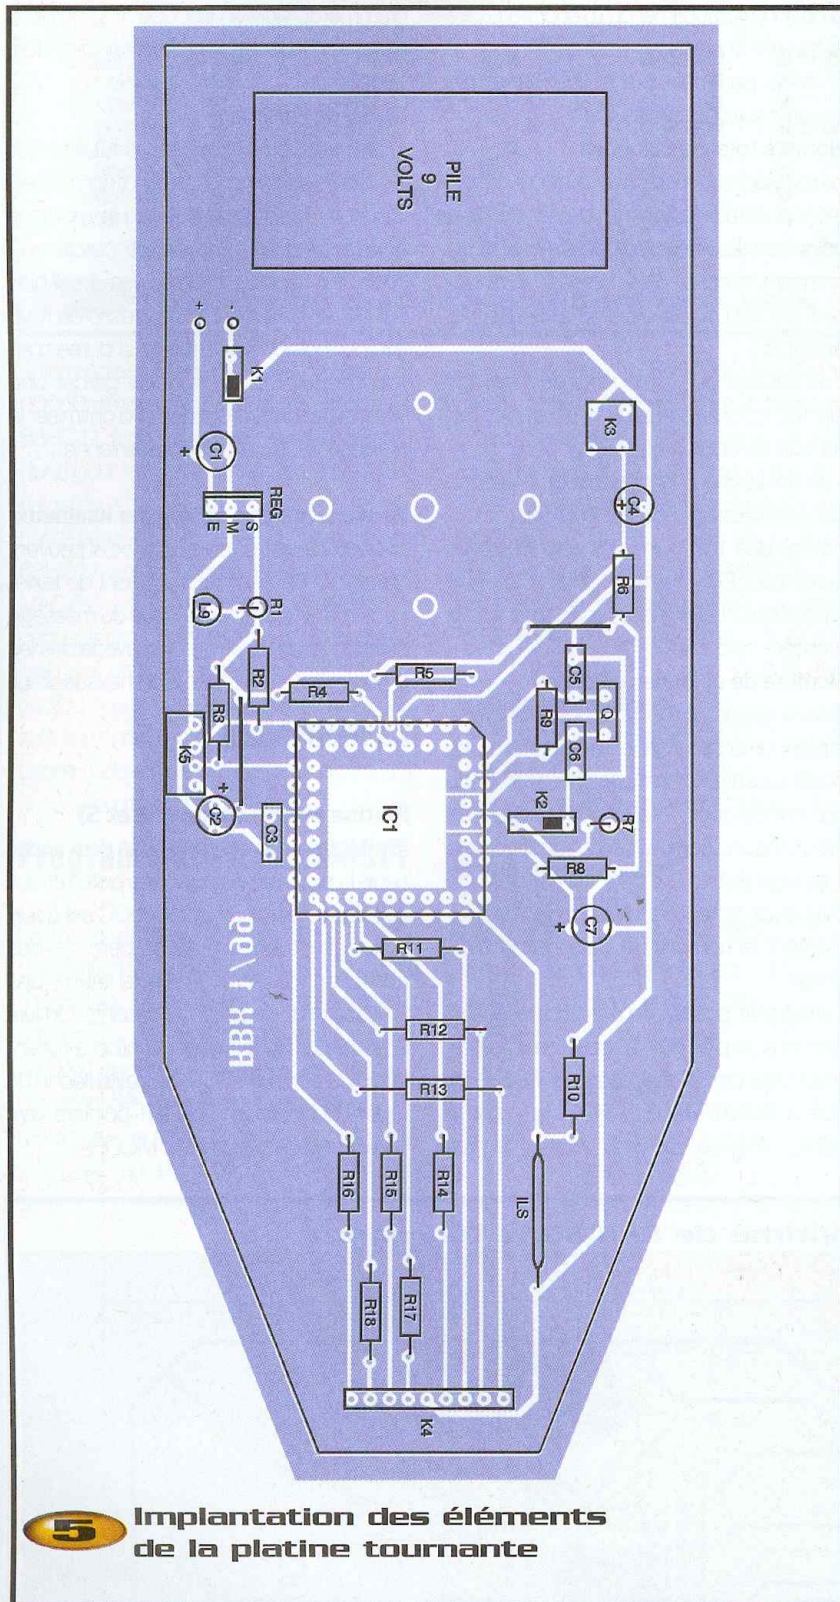 PILE
9
VOLTS
+
-
K1
K3
+
C1
REG
E
M
S
C4
+
R6
L9
R1
R2
R5
C5
R4
R3
R9
Q
K5
C6
IC1
+
C2
C3
K2
R7
R8
+
C7
RBX 1/99
R11
R12
R13
R10
R16
R15
R14
ILS
R18
R17
K4
5
Implantation des éléments
de la platine tournante